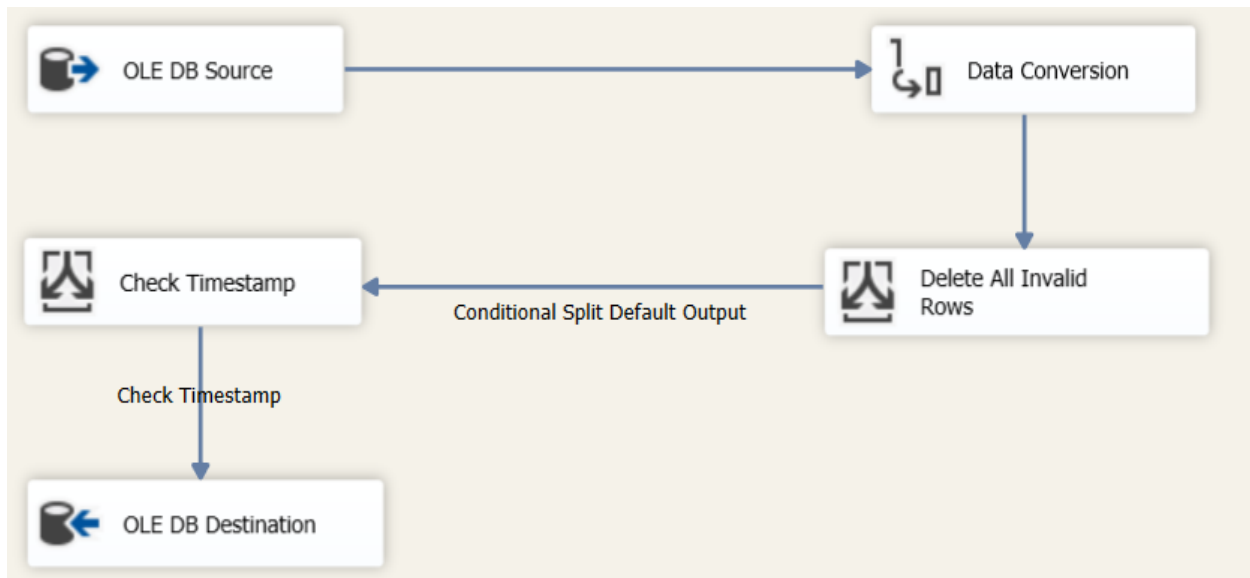 OLE DB Source
Data Conversion
Delete All Invalid
Rows
Conditional Split Default Output
Check Timestamp
Check Timestamp
OLE DB Destination